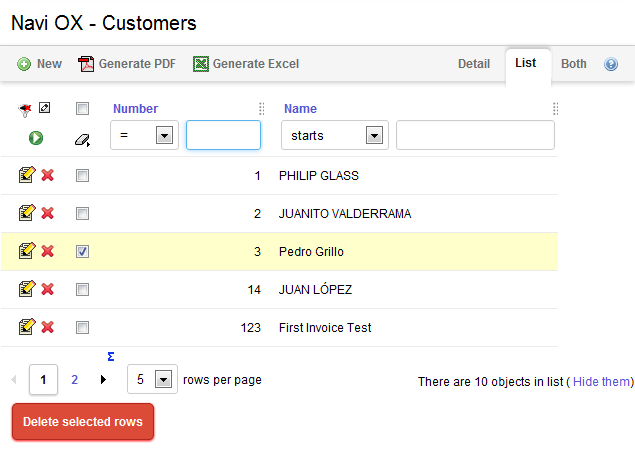 Navi OX - Customers
New Generate PDF Generate Excel Detail List Both ?
Number Name
= starts
1 PHILIP GLASS
2 JUANITO VALDERRAMA
3 Pedro Grillo
14 JUAN LÓPEZ
123 First Invoice Test
Σ
1 2 5 rows per page There are 10 objects in list ( Hide them)
Delete selected rows